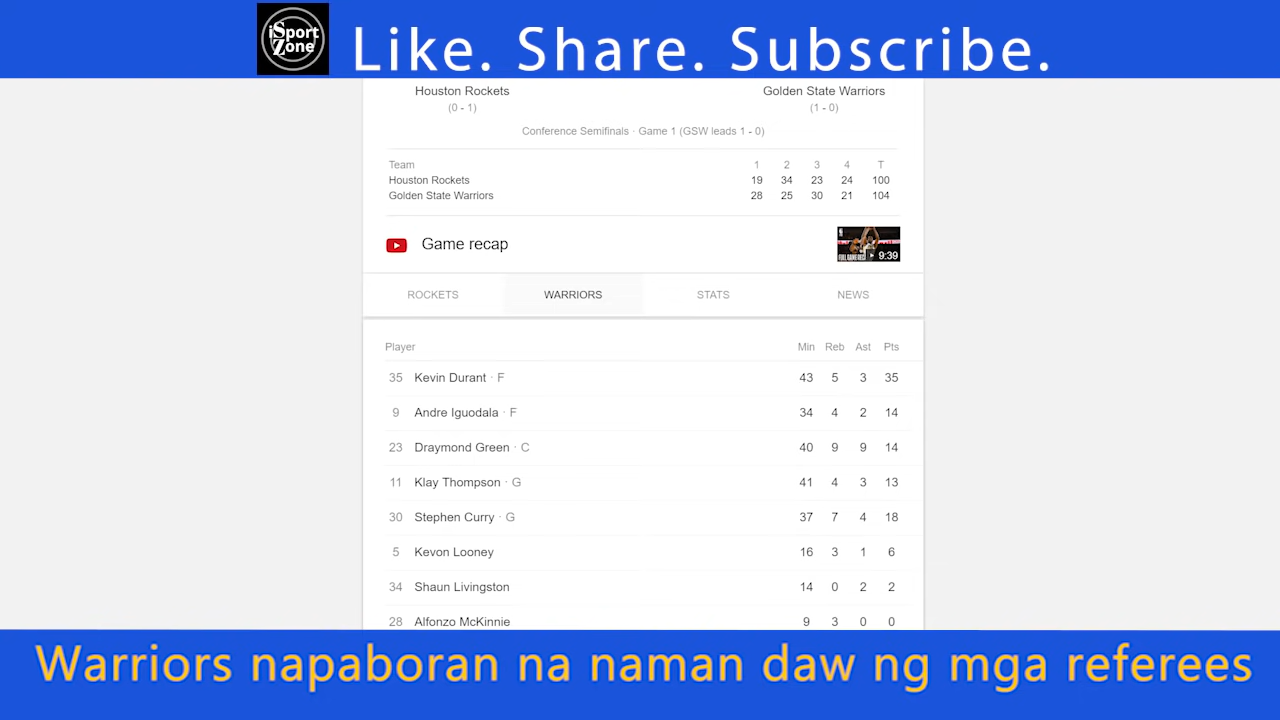 iSport
Zone
Like. Share. Subscribe.
Houston Rockets Golden State Warriors
(0 - 1) (1 - 0)
Conference Semifinals · Game 1 (GSW leads 1 - 0)
Team 1 2 3 4 T
Houston Rockets 19 34 23 24 100
Golden State Warriors 28 25 30 21 104
Game recap
9:39
ROCKETS WARRIORS STATS NEWS
Player Min Reb Ast Pts
35 Kevin Durant · F 43 5 3 35
9 Andre Iguodala · F 34 4 2 14
23 Draymond Green · C 40 9 9 14
11 Klay Thompson · G 41 4 3 13
30 Stephen Curry · G 37 7 4 18
5 Kevon Looney 16 3 1 6
34 Shaun Livingston 14 0 2 2
28 Alfonzo McKinnie 9 3 0 0
Warriors napaboran na naman daw ng mga referees